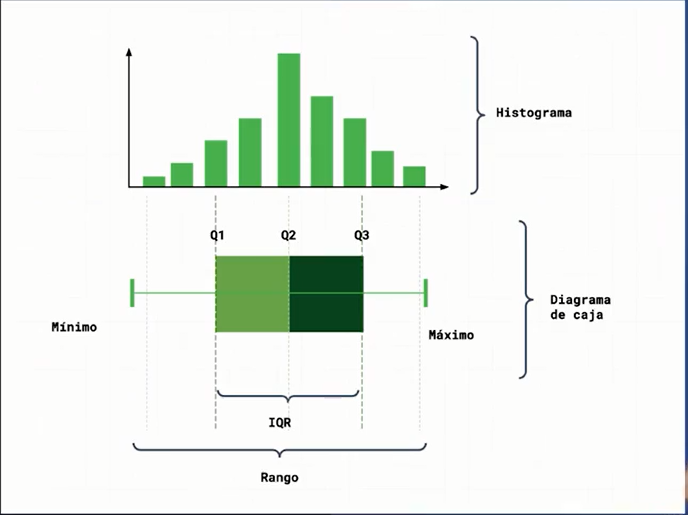 Histograma
Q1 Q2 Q3
Diagrama
de caja
Mínimo
Máximo
IQR
Rango